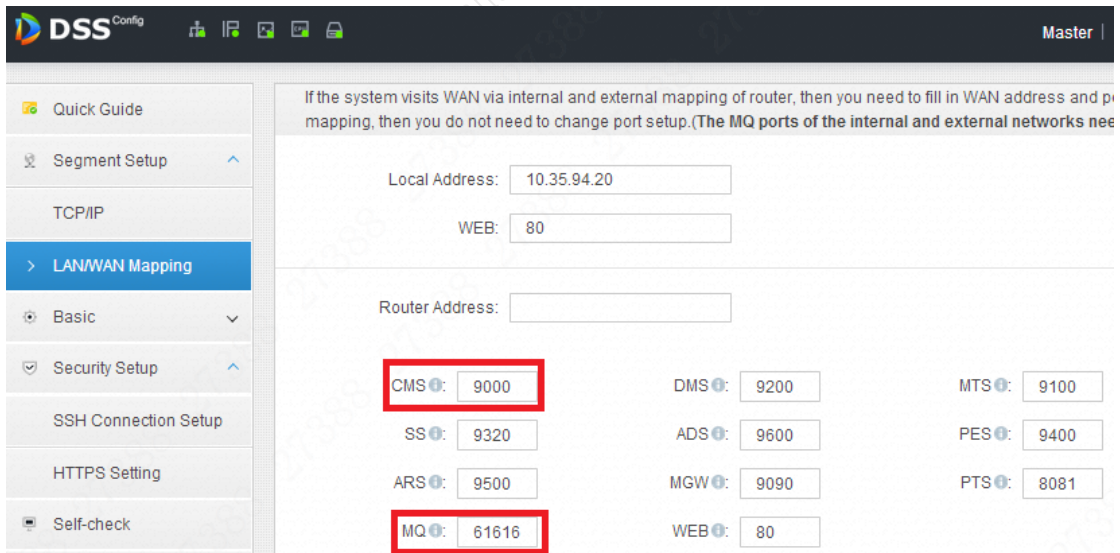 DSS Config
Master |
Quick Guide
Segment Setup
TCP/IP
LAN/WAN Mapping
Basic
Security Setup
SSH Connection Setup
HTTPS Setting
Self-check
If the system visits WAN via internal and external mapping of router, then you need to fill in WAN address and
mapping, then you do not need to change port setup.(The MQ ports of the internal and external networks
Local Address: 10.35.94.20
WEB: 80
Router Address:
CMS: 9000 DMS: 9200 MTS: 9100
SS: 9320 ADS: 9600 PES: 9400
ARS: 9500 MGW: 9090 PTS: 8081
MQ: 61616 WEB: 80